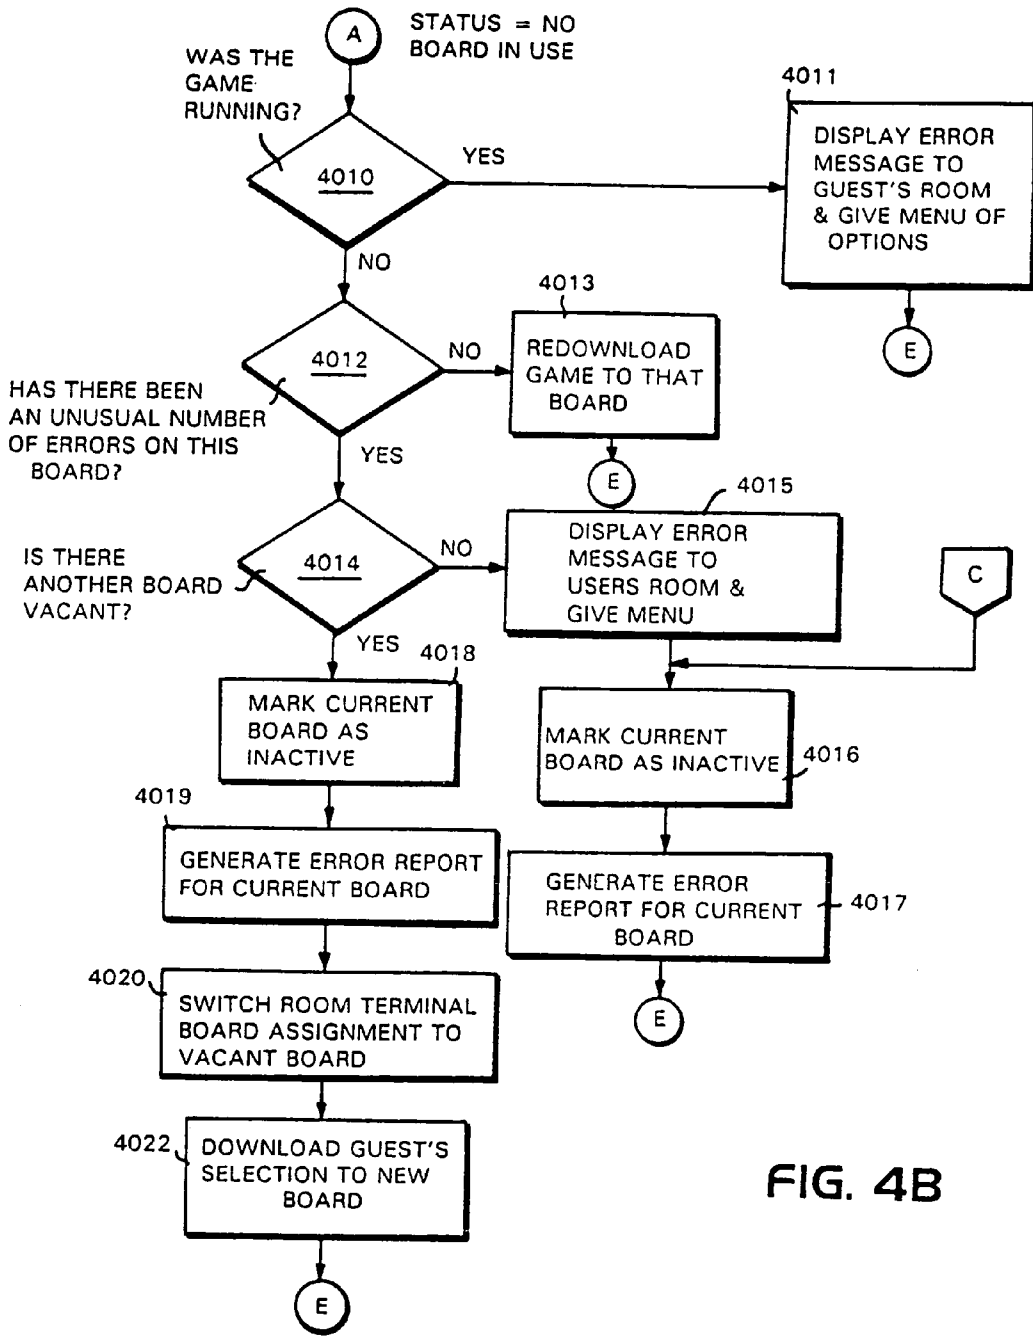 A
STATUS = NO
BOARD IN USE
WAS THE
GAME
RUNNING?
4010
YES
4011
DISPLAY ERROR
MESSAGE TO
GUEST'S ROOM
& GIVE MENU OF
OPTIONS
E
NO
4012
HAS THERE BEEN
AN UNUSUAL NUMBER
OF ERRORS ON THIS
BOARD?
NO
4013
REDOWNLOAD
GAME TO THAT
BOARD
E
YES
IS THERE
ANOTHER BOARD
VACANT?
4014
NO
4015
DISPLAY ERROR
MESSAGE TO
USERS ROOM &
GIVE MENU
C
YES
4018
MARK CURRENT
BOARD AS
INACTIVE
MARK CURRENT
BOARD AS INACTIVE
4016
4019
GENERATE ERROR REPORT
FOR CURRENT BOARD
GENERATE ERROR
REPORT FOR CURRENT
BOARD
4017
E
4020
SWITCH ROOM TERMINAL
BOARD ASSIGNMENT TO
VACANT BOARD
4022
DOWNLOAD GUEST'S
SELECTION TO NEW
BOARD
E
FIG. 4B